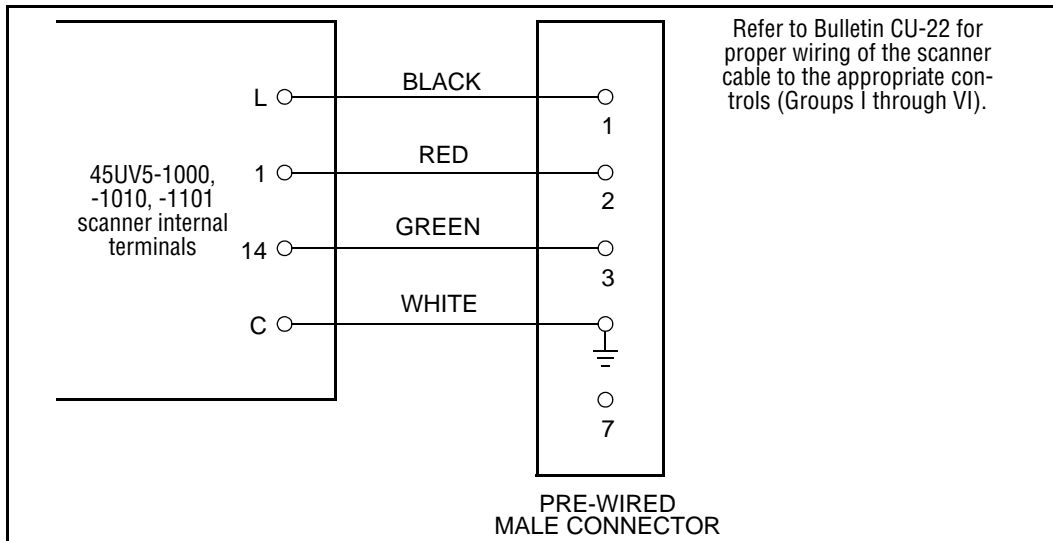 Refer to Bulletin CU-22 for
proper wiring of the scanner
cable to the appropriate con-
trols (Groups I through VI).
45UV5-1000,
-1010, -1101
scanner internal
terminals
L
BLACK
1
1
RED
2
14
GREEN
3
C
WHITE
7
PRE-WIRED
MALE CONNECTOR